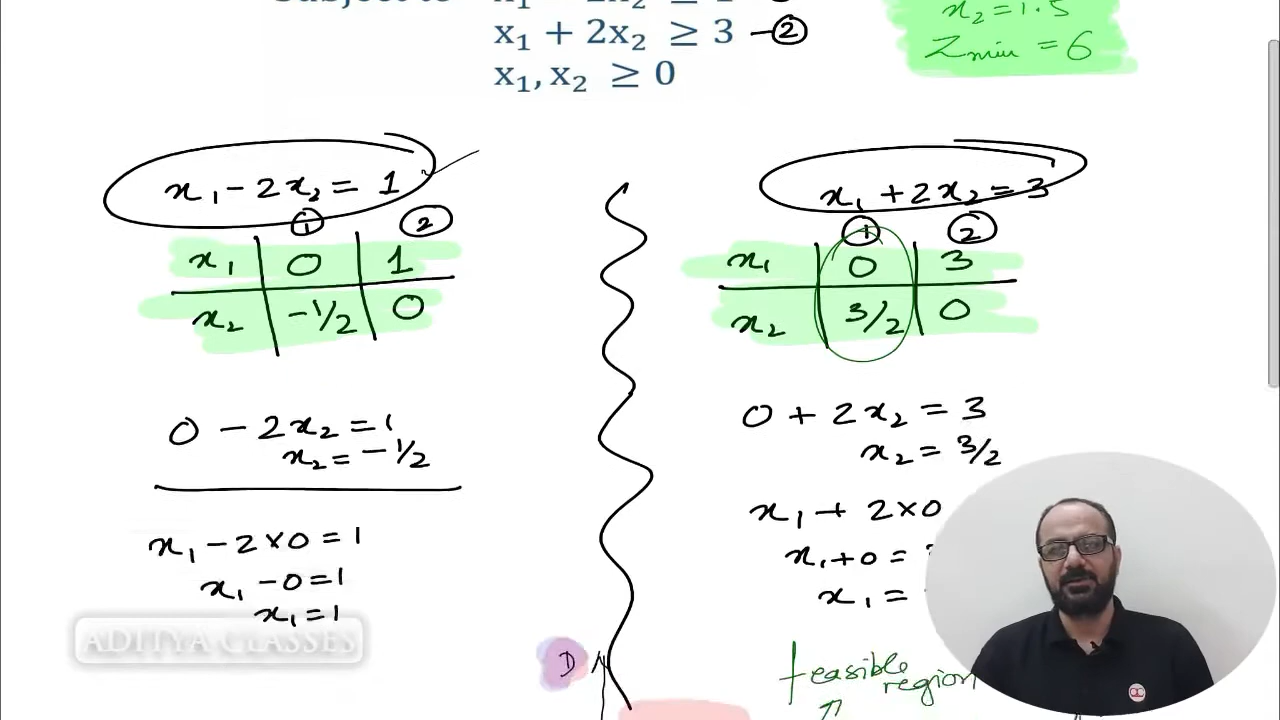 x₂ = 1.5
x₁ + 2x₂ ≥ 3 –②
Zmin = 6
x₁, x₂ ≥ 0
x₁ – 2x₂ = 1
① ②
x₁ 0 1
x₂ –1/2 0
0 – 2x₂ = 1
x₂ = –1/2
x₁ – 2×0 = 1
x₁ – 0 = 1
x₁ = 1
x₁ + 2x₂ = 3
① ②
x₁ 0 3
x₂ 3/2 0
0 + 2x₂ = 3
x₂ = 3/2
x₁ + 2×0
x₁ + 0 =
x₁ =
ADITYA CLASSES
D
feasible
region